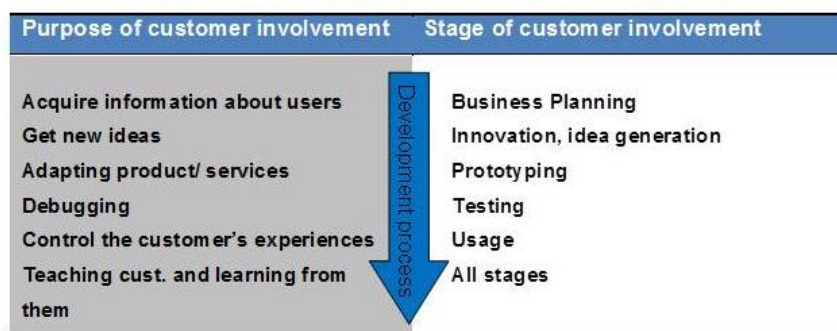 Purpose of customer involvement
Stage of customer involvement
Acquire information about users
Business Planning
Get new ideas
Innovation, idea generation
Adapting product/ services
Prototyping
Debugging
Testing
Control the customer's experiences
Usage
Teaching cust. and learning from
them
All stages
Development process